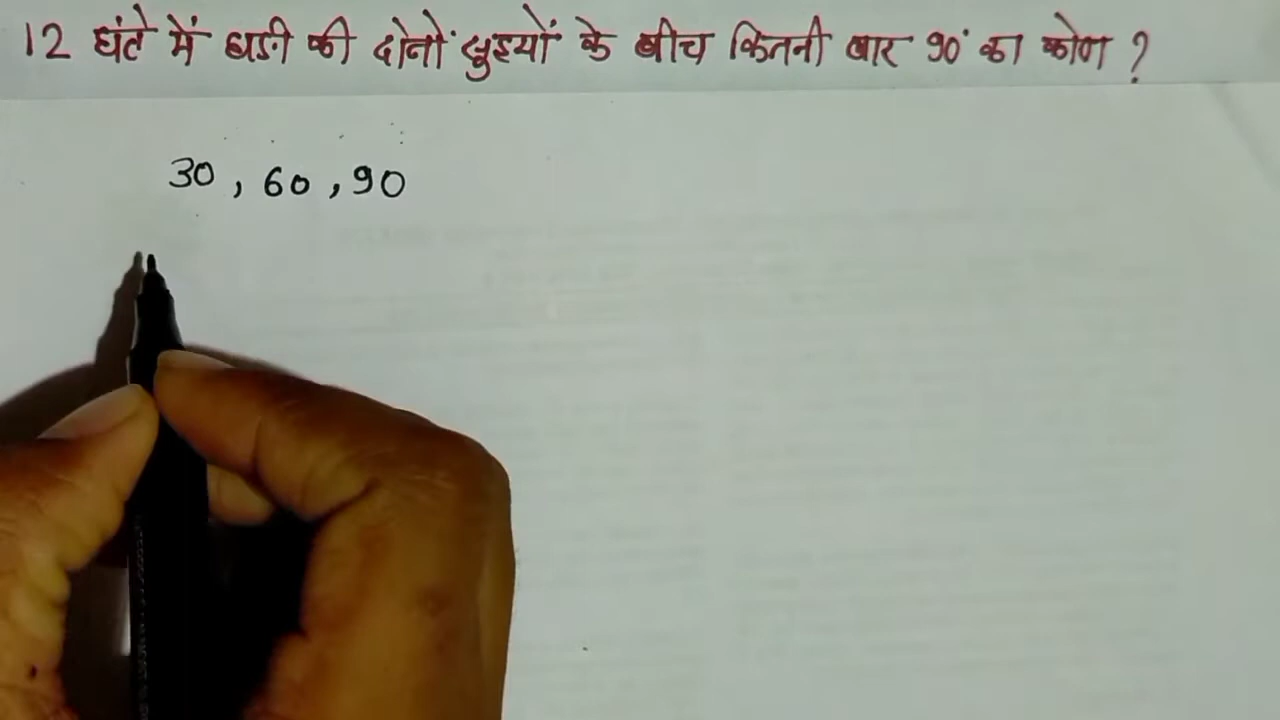 12 घंटे में घडी की दोनों सुइयों के बीच कितनी बार 90° का कोण ?
30 , 60 , 90